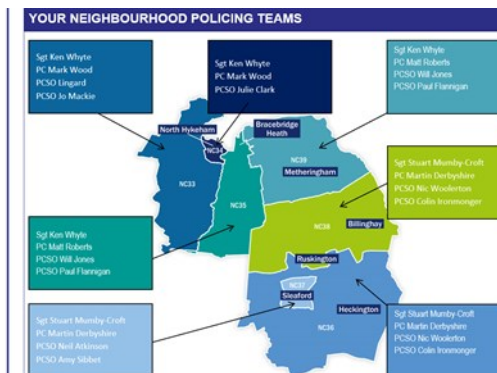 YOUR NEIGHBOURHOOD POLICING TEAMS
Sgt Ken Whyte
PC Mark Wood
PCSO Lingard
PCSO Jo Mackie
Sgt Ken Whyte
PC Mark Wood
PCSO Julie Clark
Sgt Ken Whyte
PC Matt Roberts
PCSO Will Jones
PCSO Paul Flannigan
North Hykeham
NC34
Bracebridge
Heath
NC33
NC39
Metheringham
NC35
Sgt Stuart Mumby-Croft
PC Martin Derbyshire
PCSO Nic Woolerton
PCSO Colin Ironmonger
NC38
Billinghay
Sgt Ken Whyte
PC Matt Roberts
PCSO Will Jones
PCSO Paul Flannigan
Ruskington
NC37
Sleaford
Heckington
NC36
Sgt Stuart Mumby-Croft
PC Martin Derbyshire
PCSO Neil Atkinson
PCSO Amy Sibbet
Sgt Stuart Mumby-Croft
PC Martin Derbyshire
PCSO Nic Woolerton
PCSO Colin Ironmonger